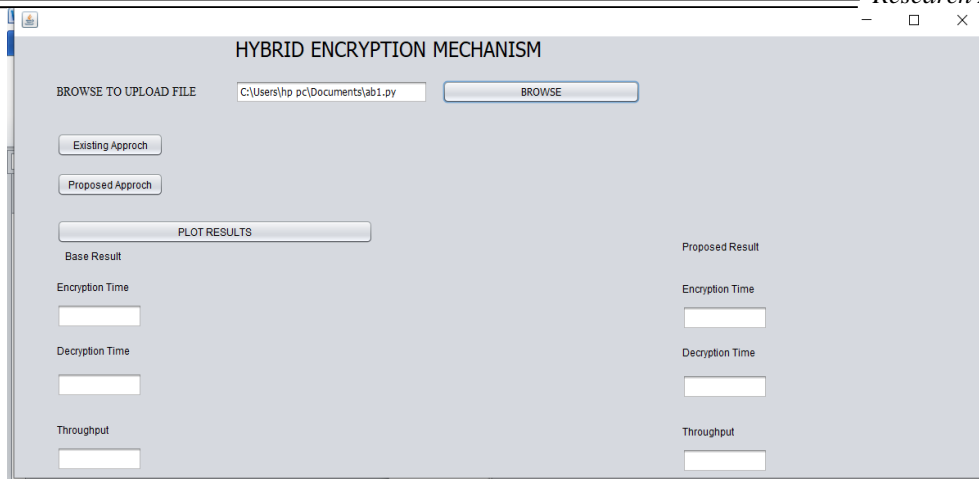 Research
HYBRID ENCRYPTION MECHANISM
BROWSE TO UPLOAD FILE C:\Users\hp pc\Documents\ab1.py BROWSE
Existing Approch
Proposed Approch
PLOT RESULTS
Proposed Result
Base Result
Encryption Time Encryption Time
Decryption Time Decryption Time
Throughput Throughput